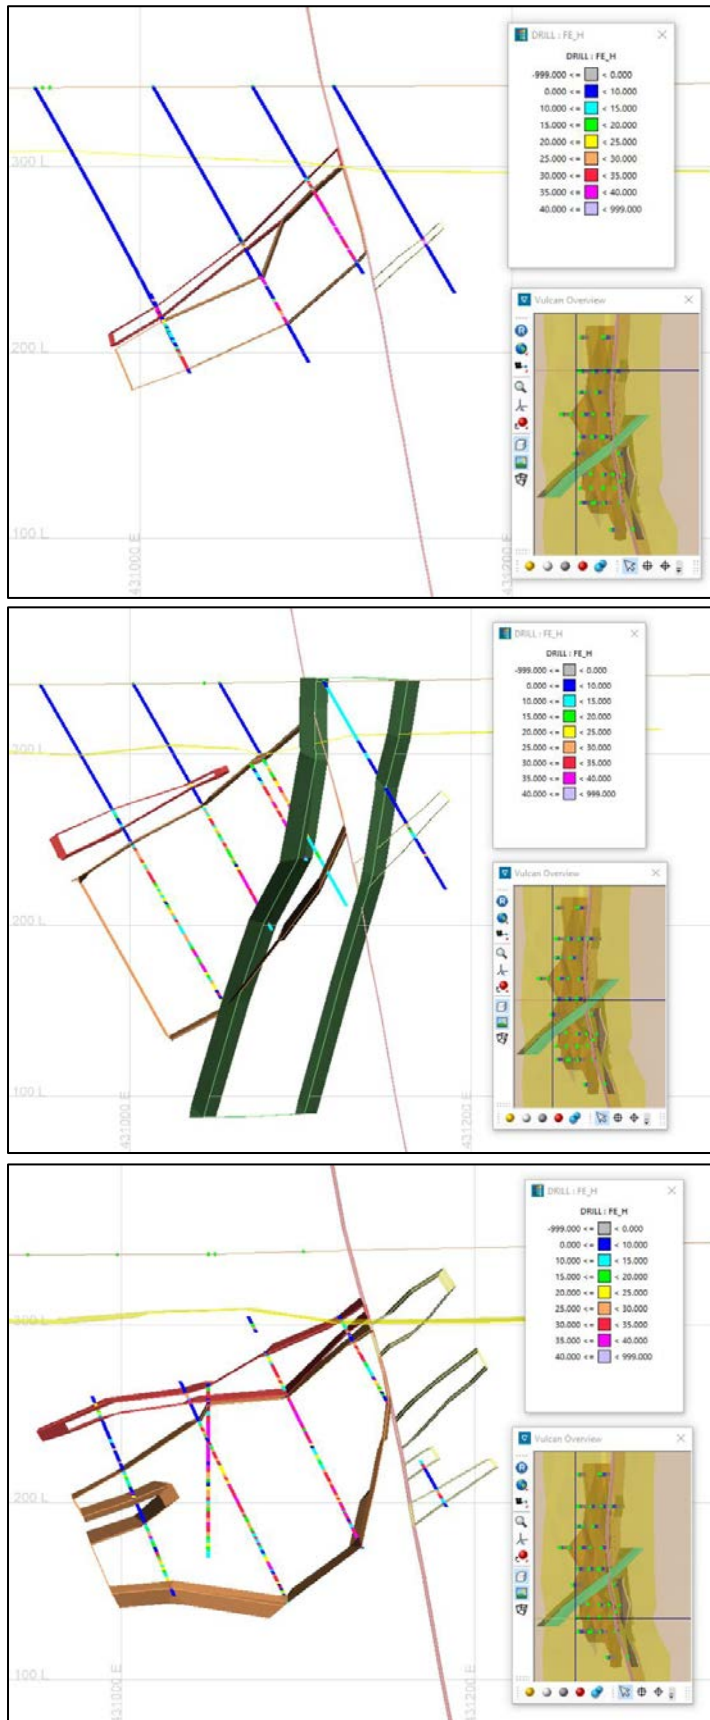 DRILL : FE_H
DRILL : FE_H
-999.000 <= < 0.000
0.000 <= < 10.000
10.000 <= < 15.000
15.000 <= < 20.000
20.000 <= < 25.000
25.000 <= < 30.000
30.000 <= < 35.000
35.000 <= < 40.000
40.000 <= < 999.000
300 L
Vulcan Overview
200 L
100 L
431000 E
431200 E
DRILL : FE_H
DRILL : FE_H
-999.000 <= < 0.000
0.000 <= < 10.000
10.000 <= < 15.000
15.000 <= < 20.000
20.000 <= < 25.000
25.000 <= < 30.000
30.000 <= < 35.000
35.000 <= < 40.000
40.000 <= < 999.000
300 L
Vulcan Overview
200 L
100 L
431000 E
431200 E
DRILL : FE_H
DRILL : FE_H
-999.000 <= < 0.000
0.000 <= < 10.000
10.000 <= < 15.000
15.000 <= < 20.000
20.000 <= < 25.000
25.000 <= < 30.000
30.000 <= < 35.000
35.000 <= < 40.000
40.000 <= < 999.000
300 L
Vulcan Overview
200 L
100 L
431000 E
431200 E